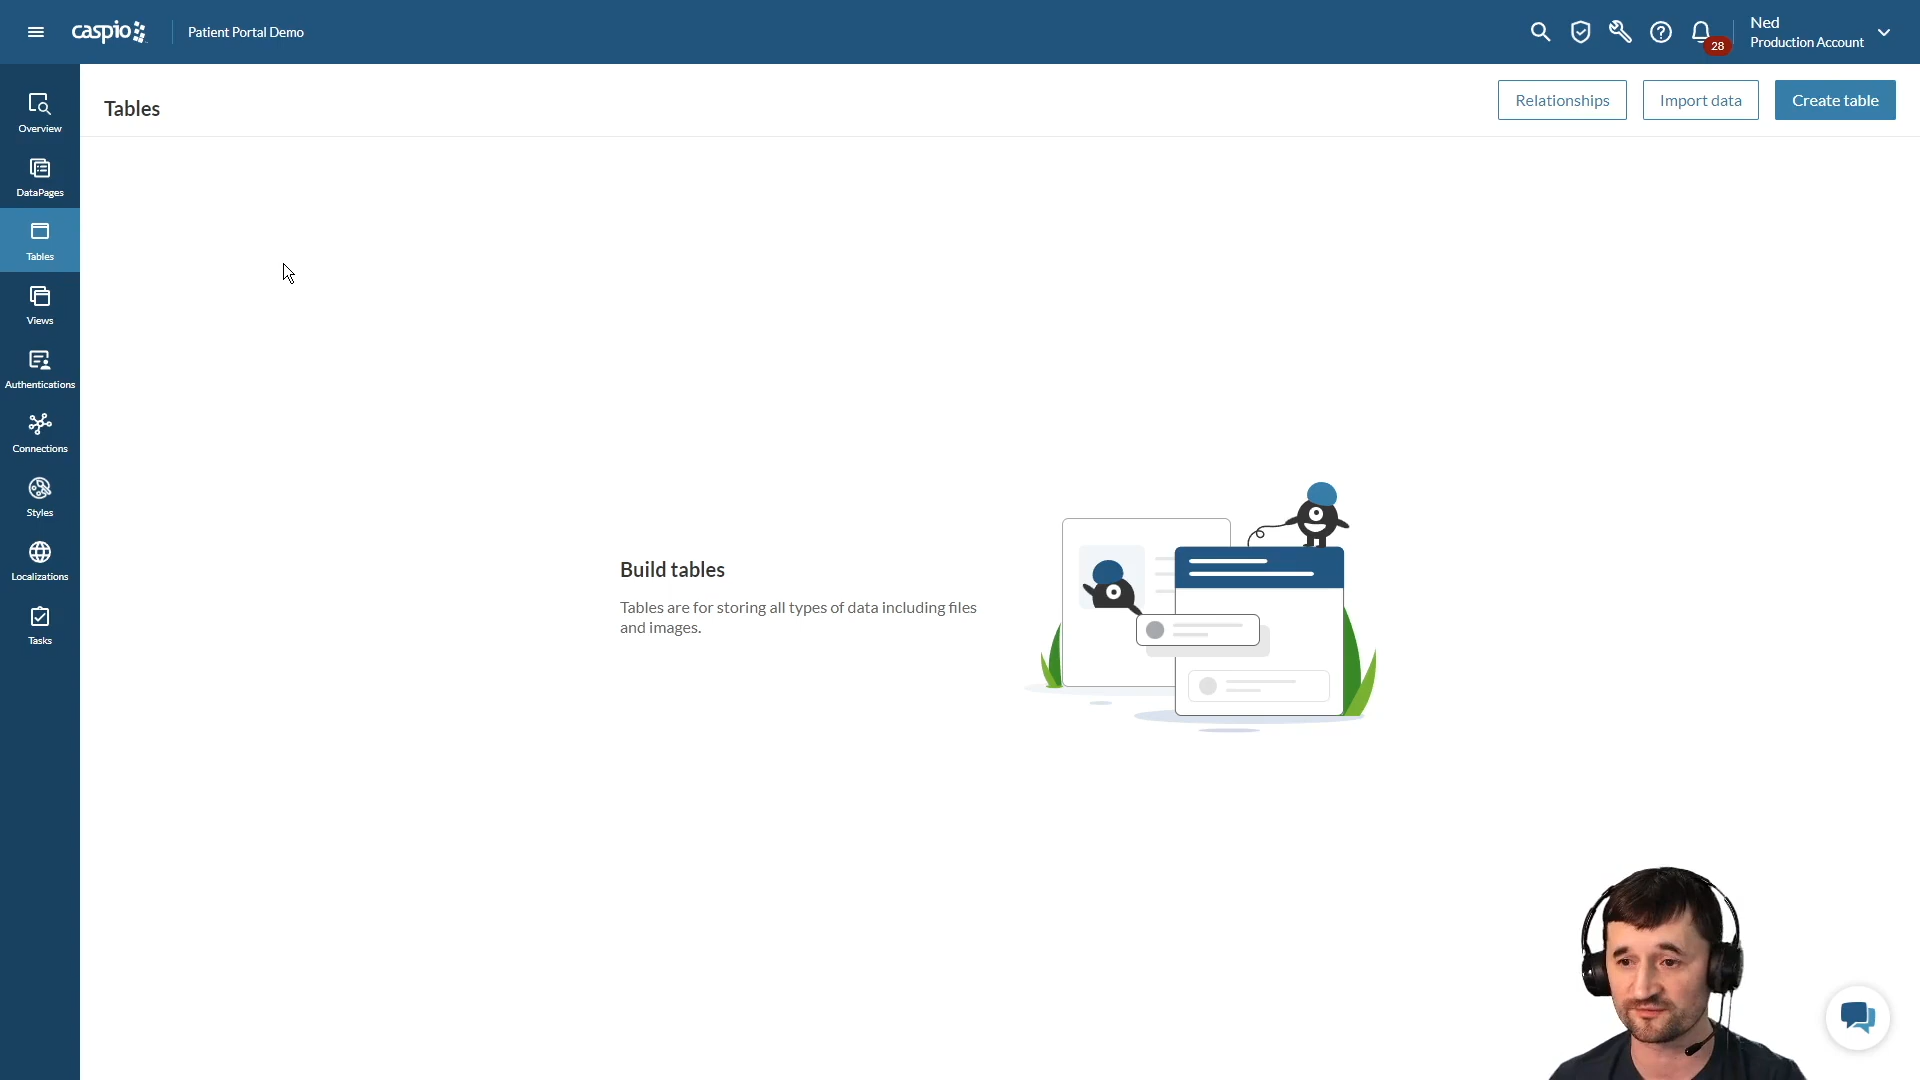 caspio
Patient Portal Demo
28
Ned
Production Account
Overview
DataPages
Tables
Views
Authentications
Connections
Styles
Localizations
Tasks
Tables
Relationships
Import data
Create table
Build tables
Tables are for storing all types of data including files
and images.